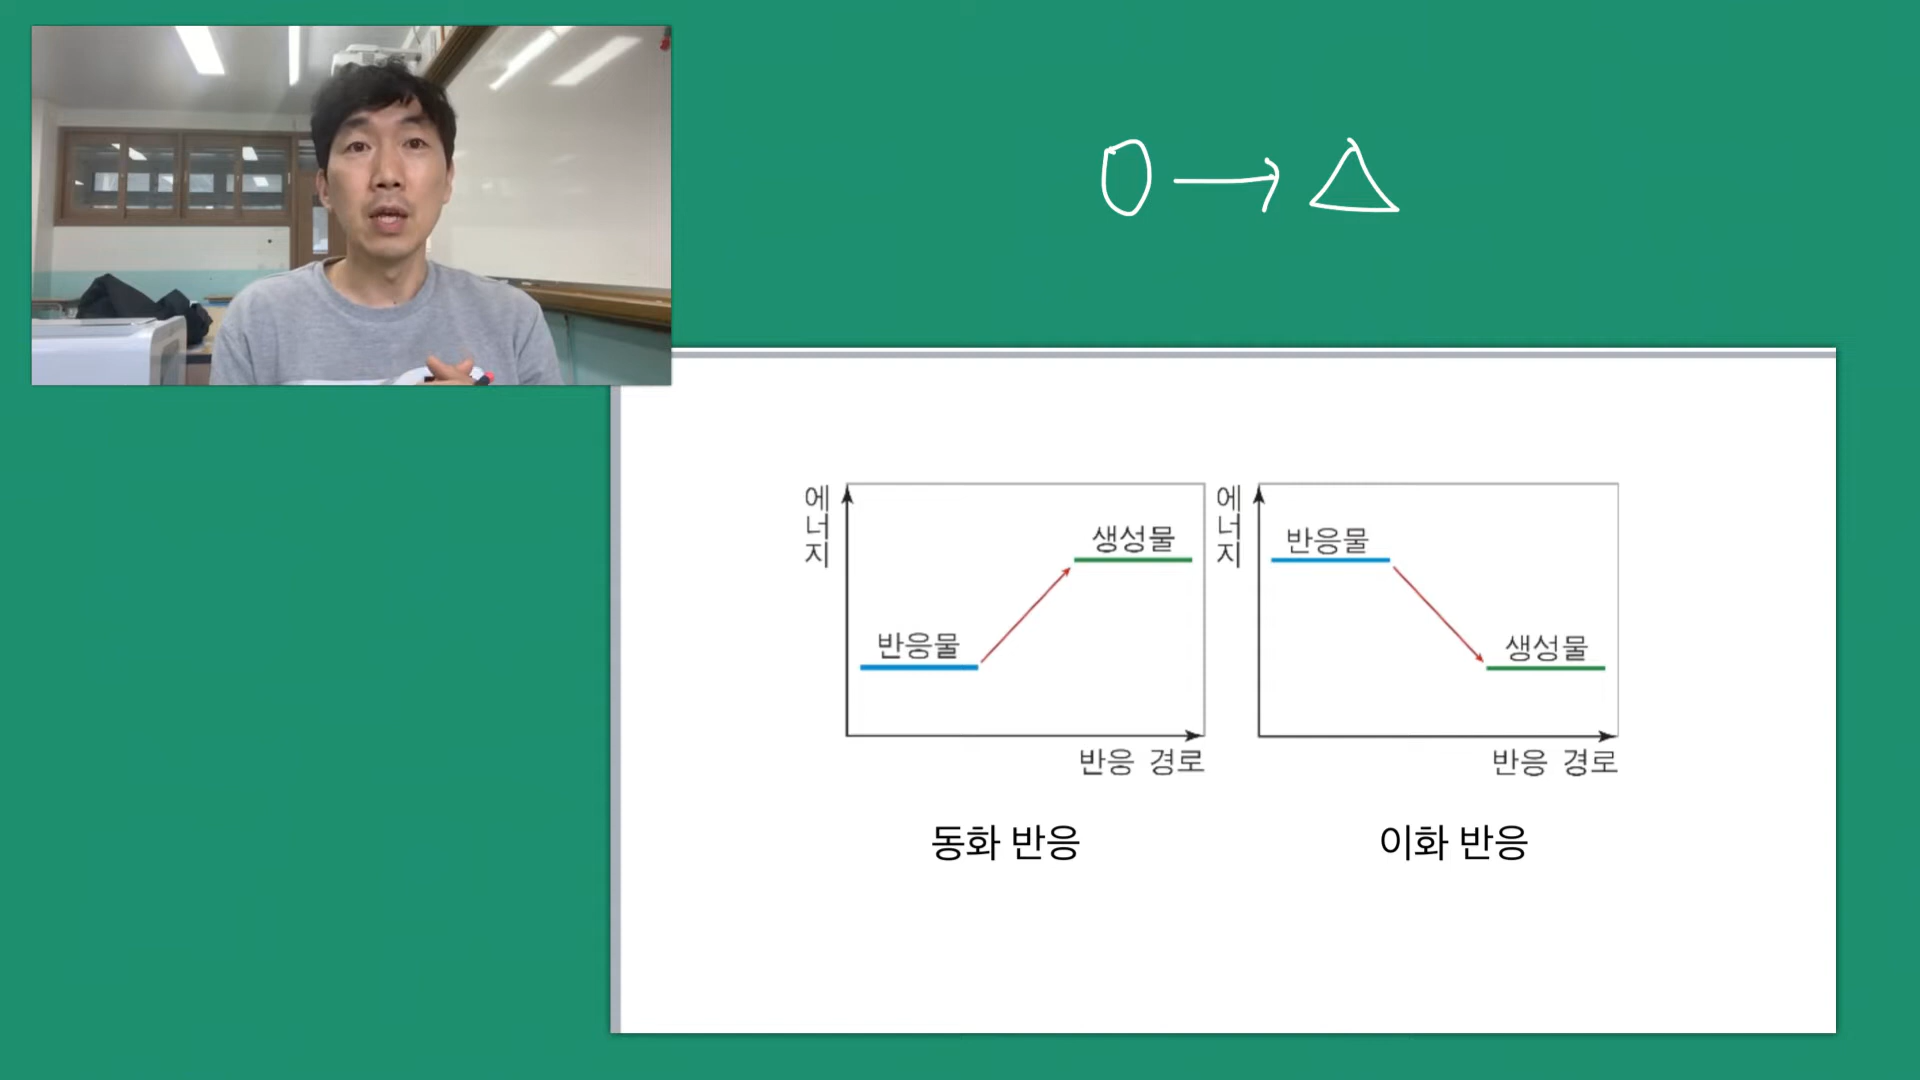 O → △
에너지
생성물
반응물
반응 경로
동화 반응
에너지
반응물
생성물
반응 경로
이화 반응